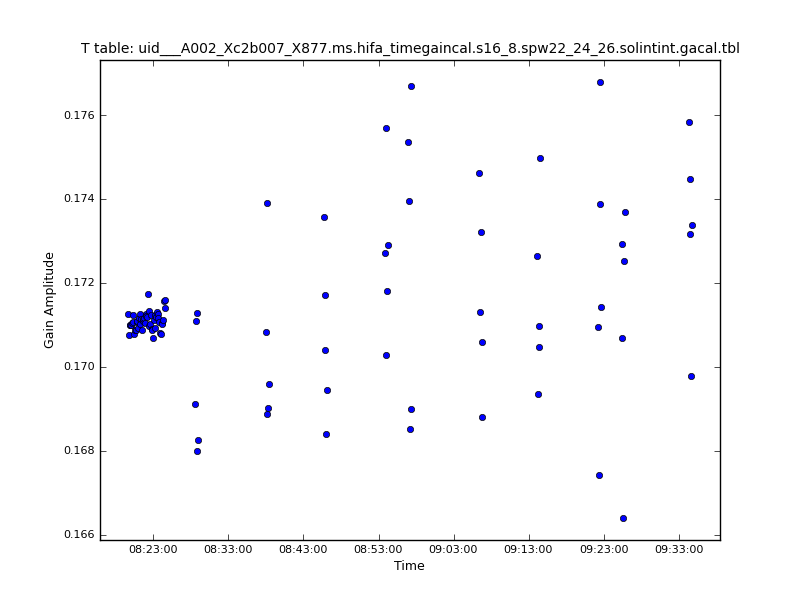 T table: uid___A002_Xc2b007_X877.ms.hifa_timegaincal.s16_8.spw22_24_26.solintint.gacal.tbl
0.176
0.174
0.172
0.170
0.168
0.166
Gain Amplitude
08:23:00 08:33:00 08:43:00 08:53:00 09:03:00 09:13:00 09:23:00 09:33:00
Time